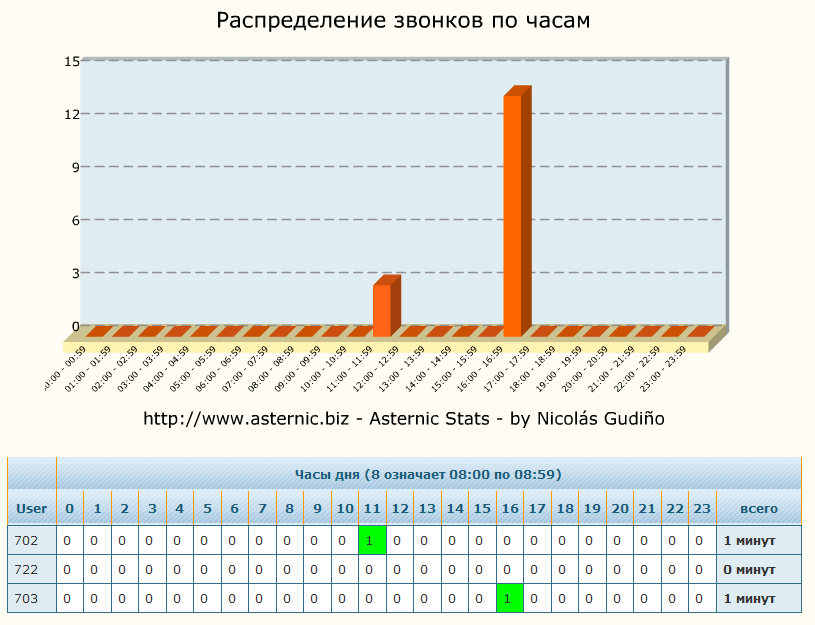 Распределение звонков по часам
15
12
9
6
3
0
00:00 - 00:59
01:00 - 01:59
02:00 - 02:59
03:00 - 03:59
04:00 - 04:59
05:00 - 05:59
06:00 - 06:59
07:00 - 07:59
08:00 - 08:59
09:00 - 09:59
10:00 - 10:59
11:00 - 11:59
12:00 - 12:59
13:00 - 13:59
14:00 - 14:59
15:00 - 15:59
16:00 - 16:59
17:00 - 17:59
18:00 - 18:59
19:00 - 19:59
20:00 - 20:59
21:00 - 21:59
22:00 - 22:59
23:00 - 23:59
http://www.asternic.biz - Asternic Stats - by Nicolás Gudiño
Часы дня (8 означает 08:00 по 08:59)
User 0 1 2 3 4 5 6 7 8 9 10 11 12 13 14 15 16 17 18 19 20 21 22 23 всего
702 0 0 0 0 0 0 0 0 0 0 0 1 0 0 0 0 0 0 0 0 0 0 0 0 1 минут
722 0 0 0 0 0 0 0 0 0 0 0 0 0 0 0 0 0 0 0 0 0 0 0 0 0 минут
703 0 0 0 0 0 0 0 0 0 0 0 0 0 0 0 0 1 0 0 0 0 0 0 0 1 минут